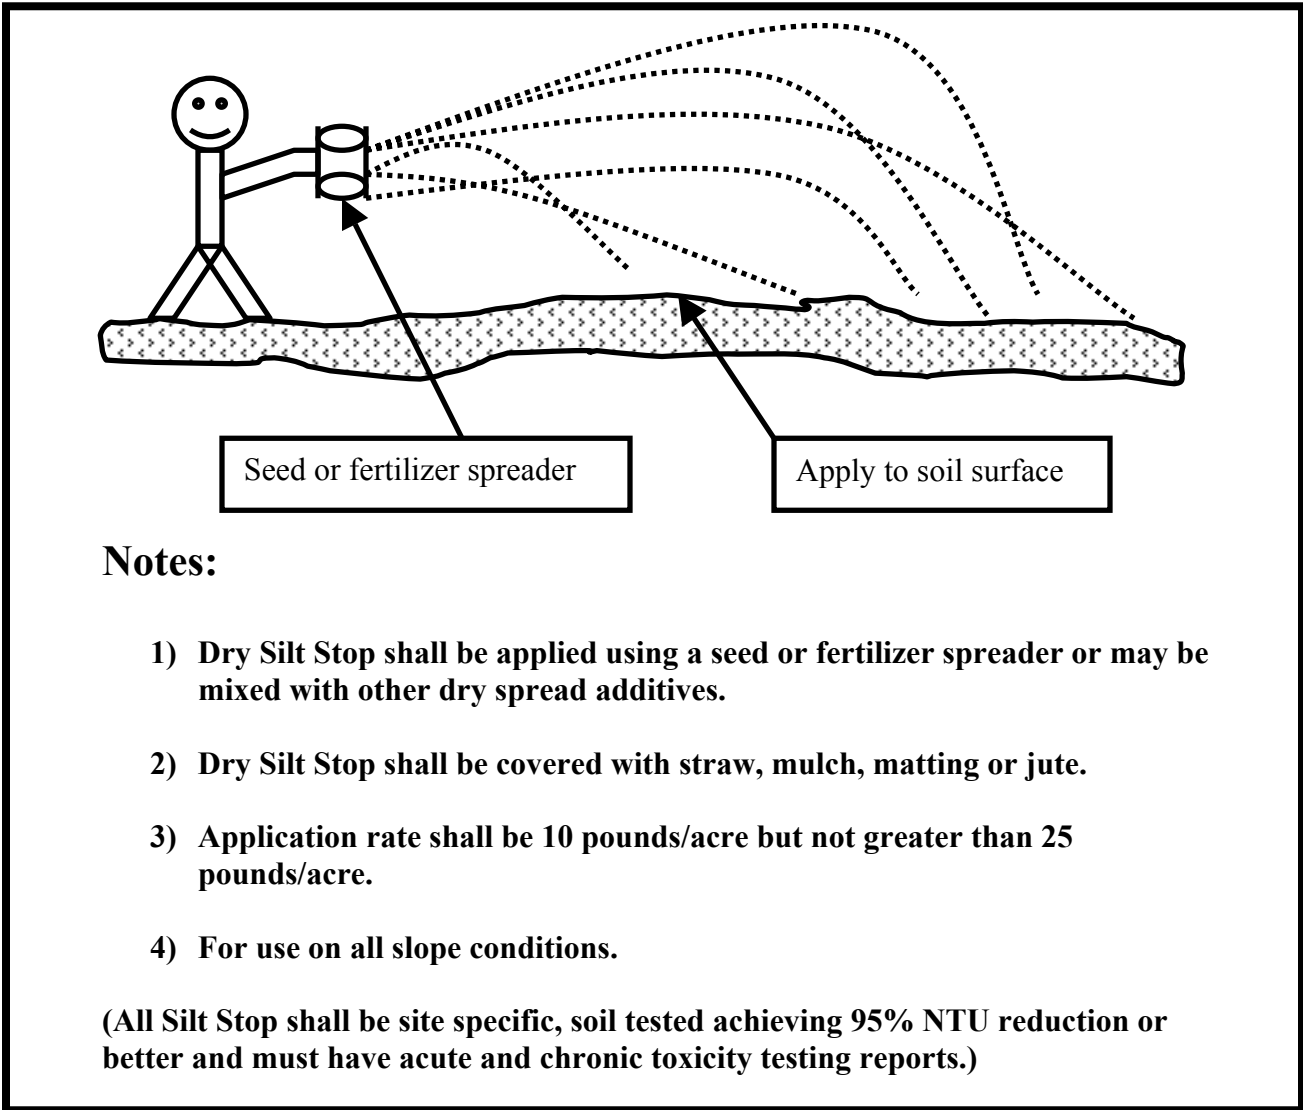 Seed or fertilizer spreader
Apply to soil surface
Notes:
1) Dry Silt Stop shall be applied using a seed or fertilizer spreader or may be
mixed with other dry spread additives.
2) Dry Silt Stop shall be covered with straw, mulch, matting or jute.
3) Application rate shall be 10 pounds/acre but not greater than 25
pounds/acre.
4) For use on all slope conditions.
(All Silt Stop shall be site specific, soil tested achieving 95% NTU reduction or
better and must have acute and chronic toxicity testing reports.)